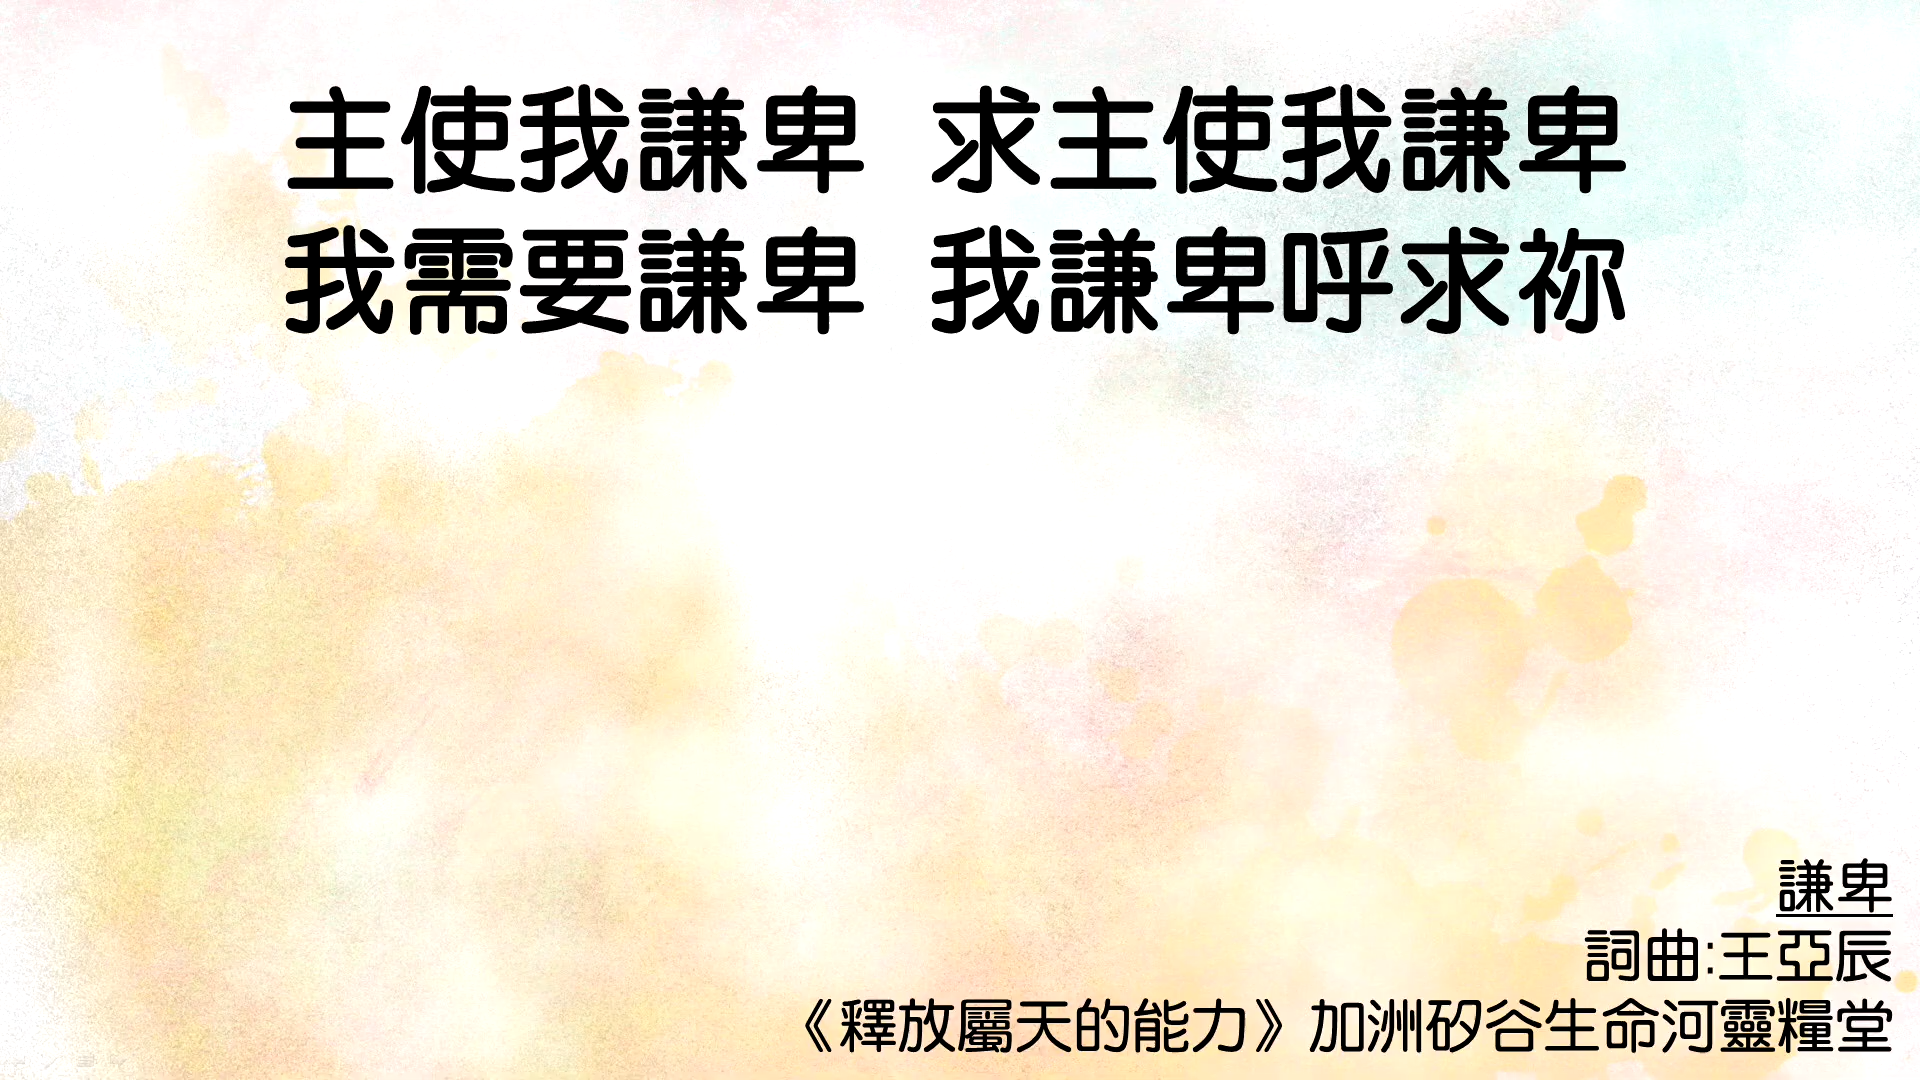 主使我謙卑 求主使我謙卑
我需要謙卑 我謙卑呼求祢
謙卑
詞曲:王亞辰
《釋放屬天的能力》加洲矽谷生命河靈糧堂